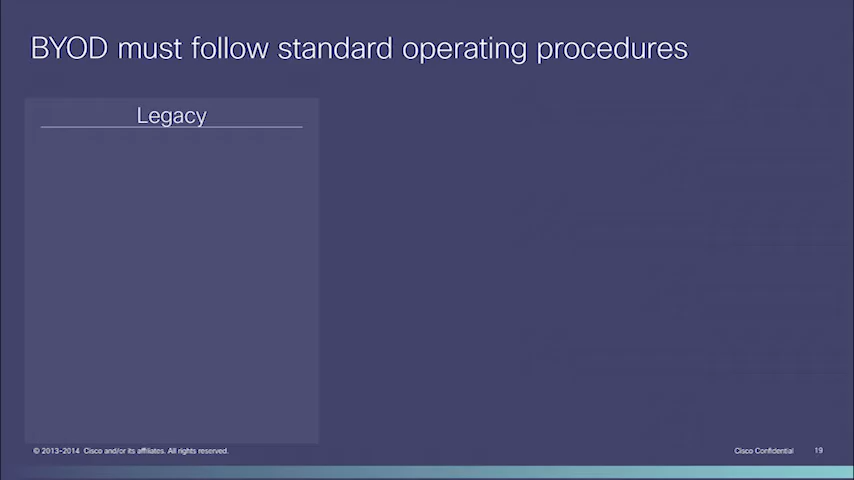 BYOD must follow standard operating procedures
Legacy
© 2013-2014 Cisco and/or its affiliates. All rights reserved.
Cisco Confidential
19